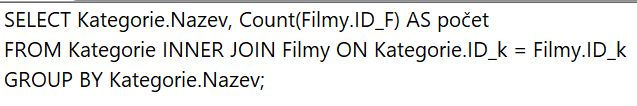 SELECT Kategorie.Nazev, Count(Filmy.ID_F) AS počet
FROM Kategorie INNER JOIN Filmy ON Kategorie.ID_k = Filmy.ID_k
GROUP BY Kategorie.Nazev;